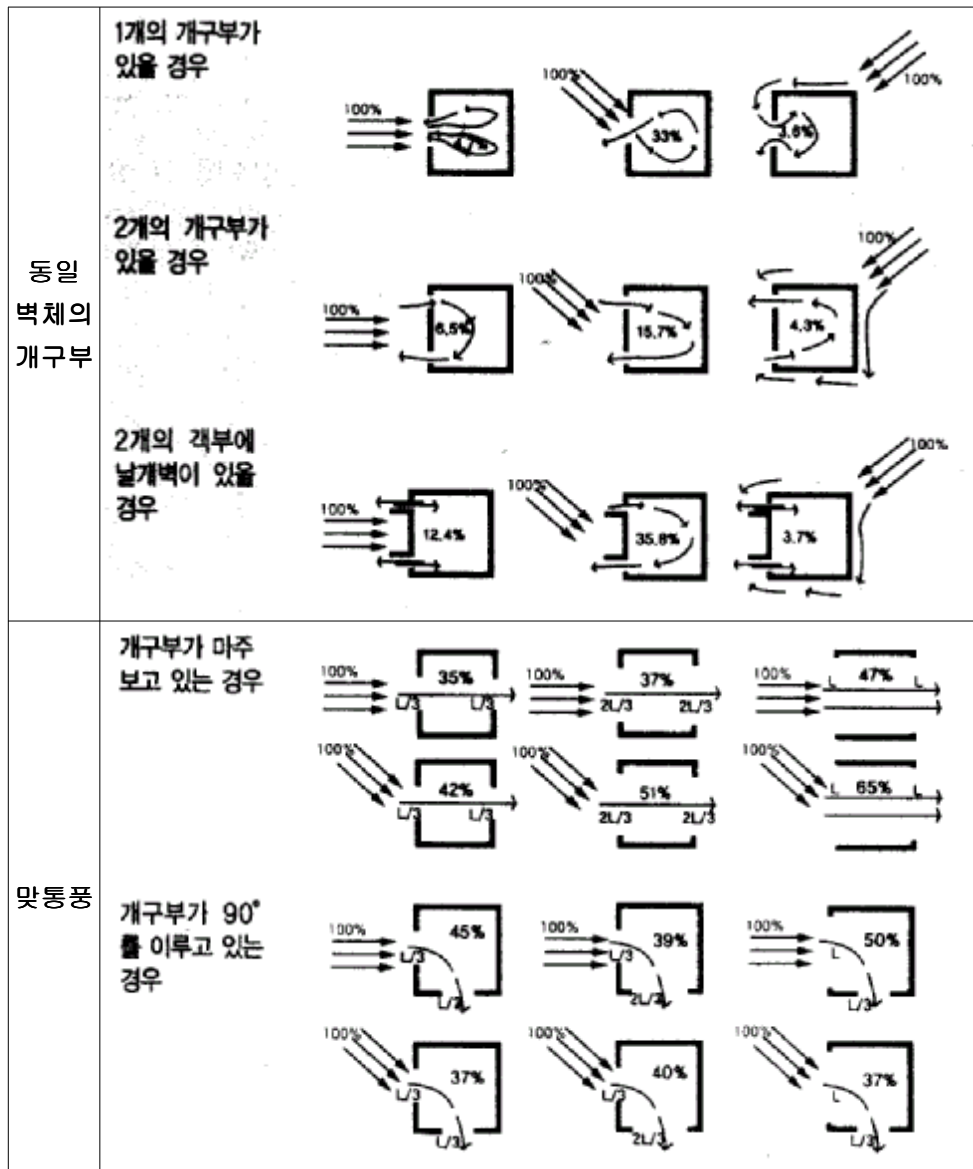 동일
벽체의
개구부
1개의 개구부가
있을 경우
100%
100%
33%
100%
3.6%
2개의 개구부가
있을 경우
100%
6.5%
100%
15.7%
100%
4.3%
2개의 객부에
날개벽이 있을
경우
100%
12.4%
100%
35.8%
100%
3.7%
맞통풍
개구부가 마주
보고 있는 경우
100%
35%
L/3 L/3
100%
37%
2L/3 2L/3
100%
47%
L L
100%
42%
L/3 L/3
100%
51%
2L/3 2L/3
100%
65%
L L
개구부가 90°
를 이루고 있는
경우
100%
45%
L/3
L/3
100%
39%
L/3
2L/3
100%
50%
L
L/3
100%
37%
L/3
L/3
100%
40%
L/3
2L/3
100%
37%
L
L/3